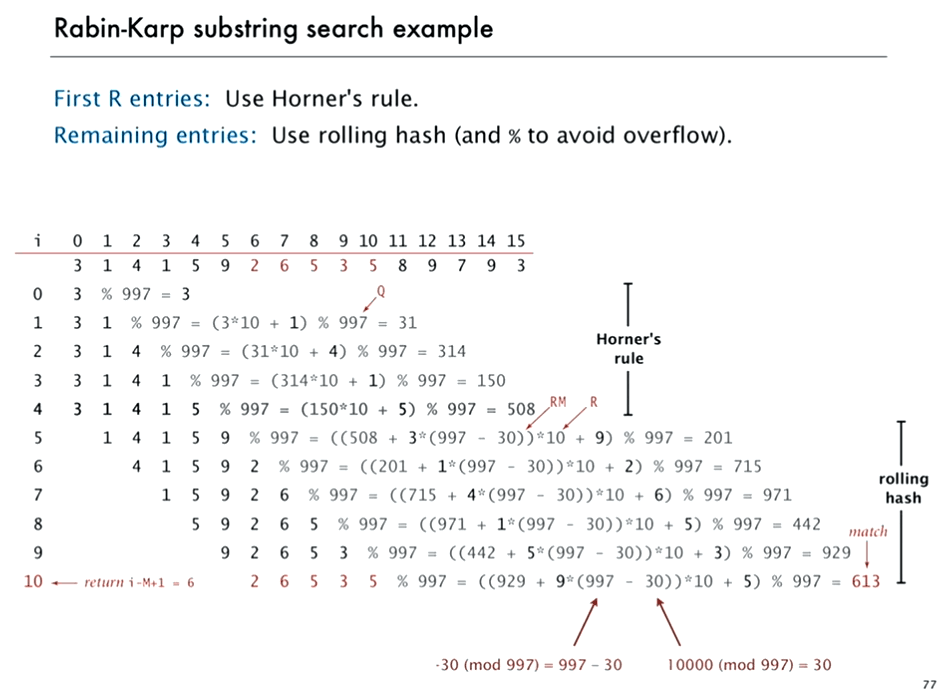 Rabin-Karp substring search example
First R entries: Use Horner's rule.
Remaining entries: Use rolling hash (and % to avoid overflow).
i 0 1 2 3 4 5 6 7 8 9 10 11 12 13 14 15
3 1 4 1 5 9 2 6 5 3 5 8 9 7 9 3
0 3 % 997 = 3
Q
1 3 1 % 997 = (3*10 + 1) % 997 = 31
2 3 1 4 % 997 = (31*10 + 4) % 997 = 314
3 3 1 4 1 % 997 = (314*10 + 1) % 997 = 150
4 3 1 4 1 5 % 997 = (150*10 + 5) % 997 = 508
Horner's
rule
RM R
5 1 4 1 5 9 % 997 = ((508 + 3*(997 - 30))*10 + 9) % 997 = 201
6 4 1 5 9 2 % 997 = ((201 + 1*(997 - 30))*10 + 2) % 997 = 715
7 1 5 9 2 6 % 997 = ((715 + 4*(997 - 30))*10 + 6) % 997 = 971
8 5 9 2 6 5 % 997 = ((971 + 1*(997 - 30))*10 + 5) % 997 = 442
9 9 2 6 5 3 % 997 = ((442 + 5*(997 - 30))*10 + 3) % 997 = 929
10 return i-M+1 = 6 2 6 5 3 5 % 997 = ((929 + 9*(997 - 30))*10 + 5) % 997 = 613
rolling
hash
match
-30 (mod 997) = 997 – 30
10000 (mod 997) = 30
77